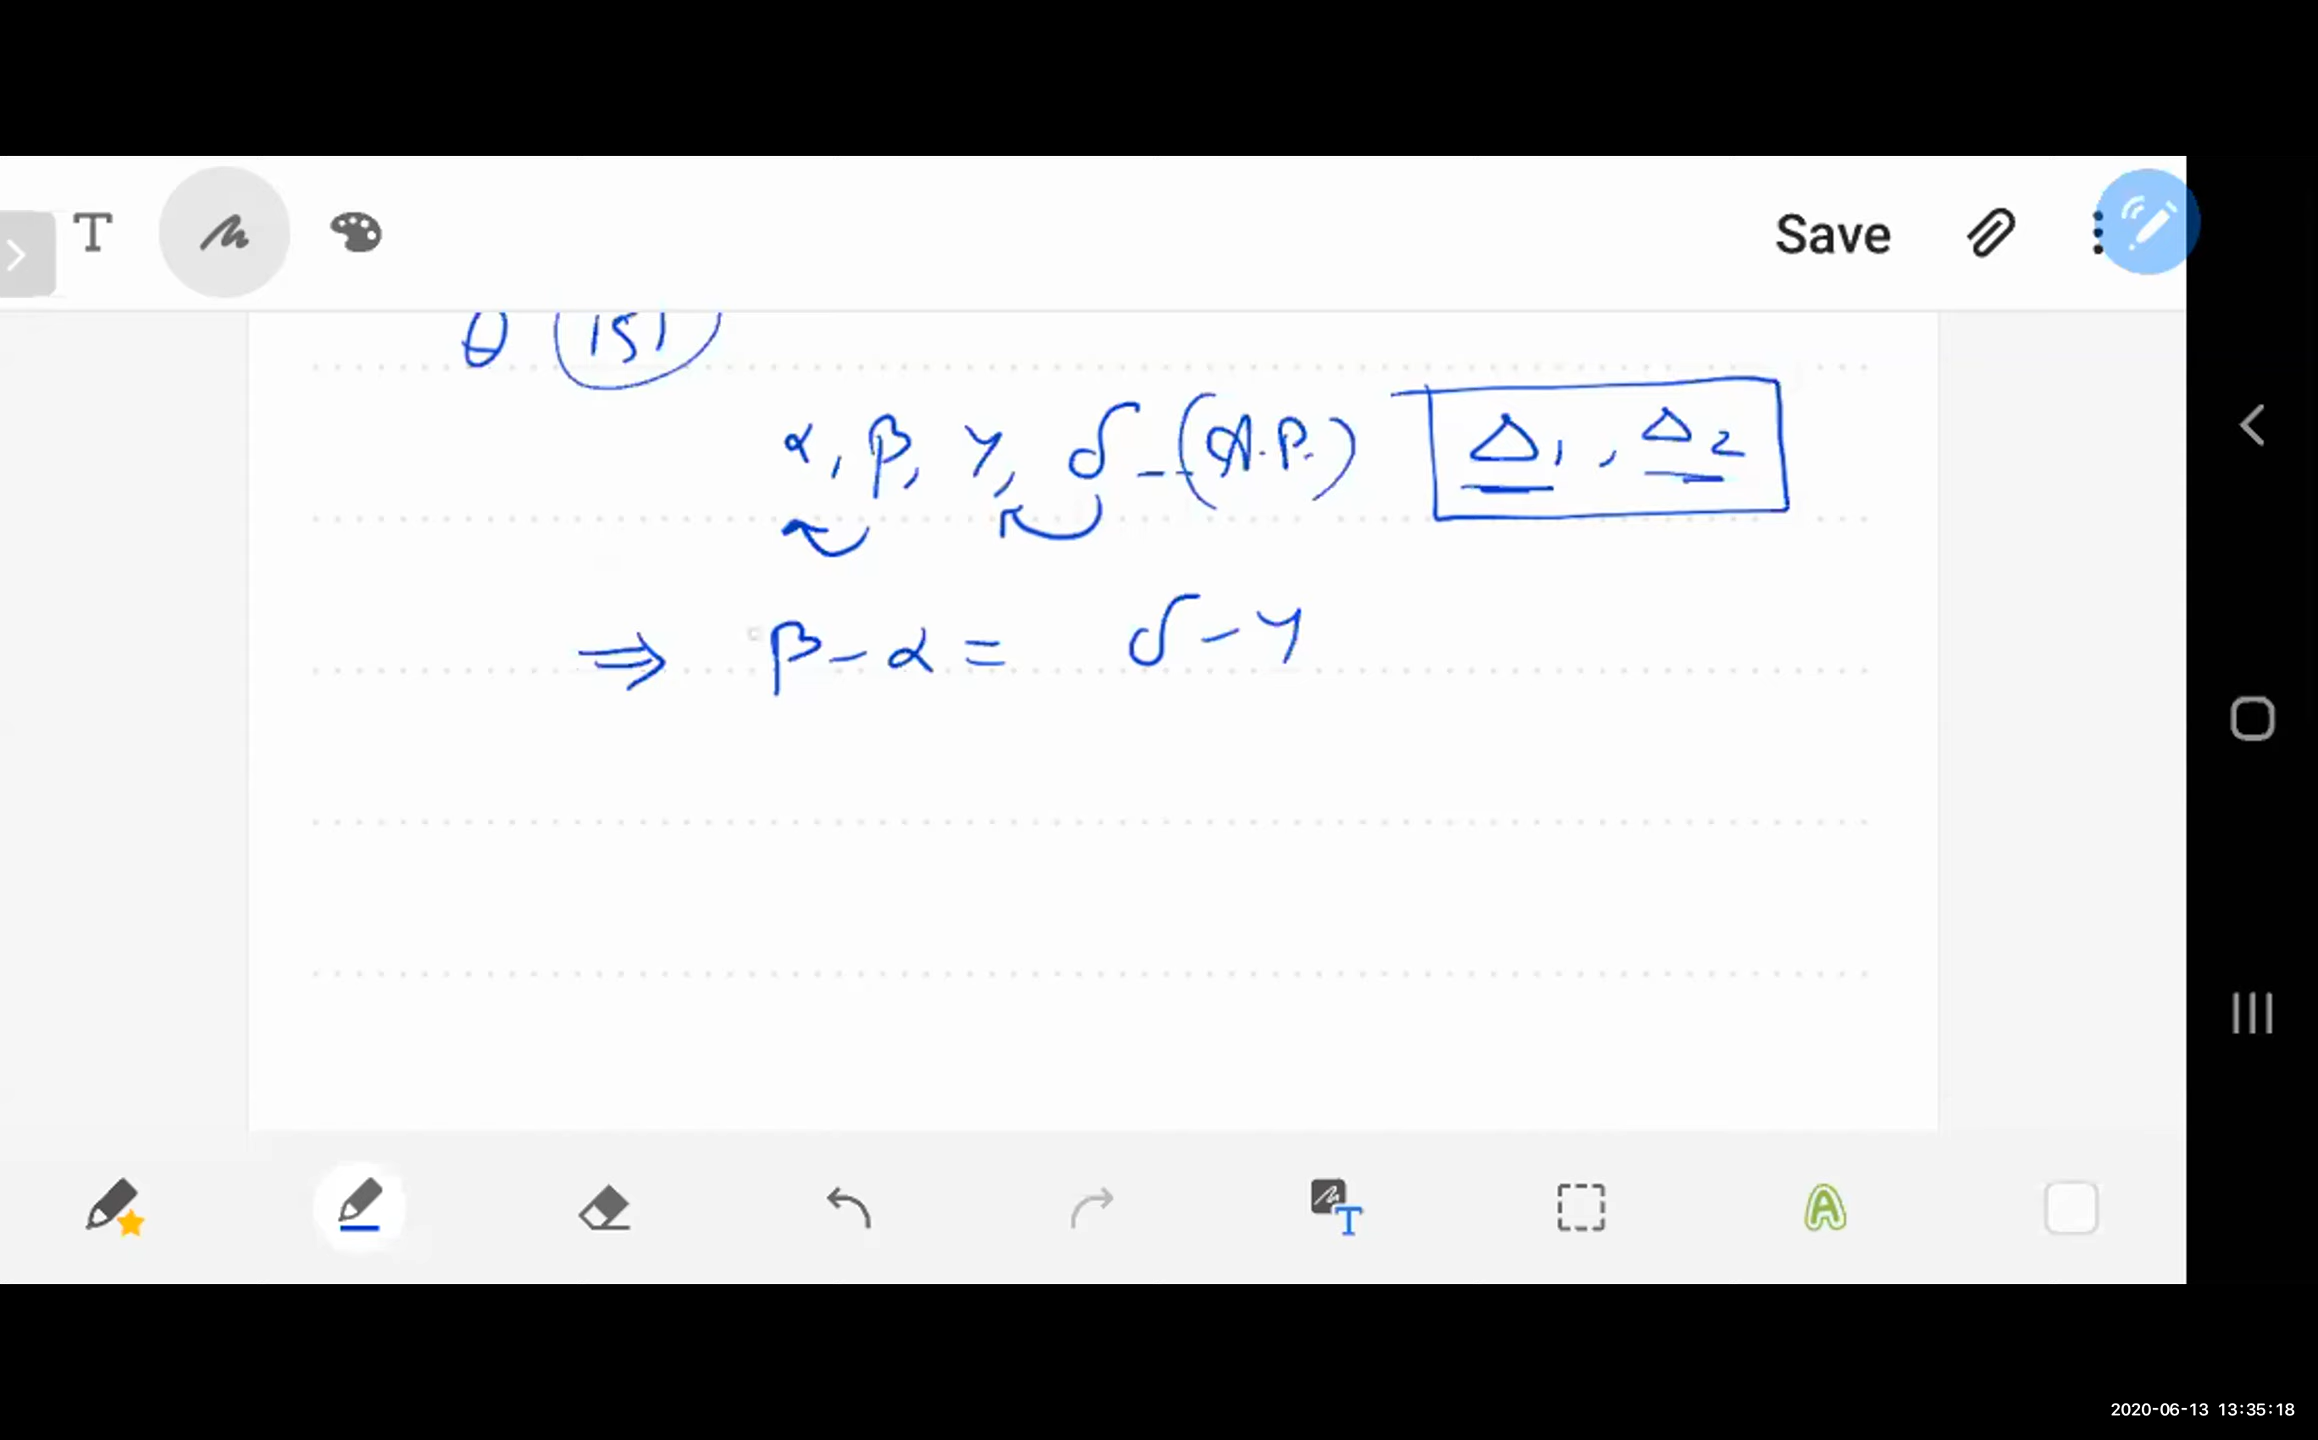 T Save
θ (151)
α, β, γ, δ -- (A.P.) Δ₁, Δ₂
⇒ β - α = δ - γ
T A
2020-06-13 13:35:18